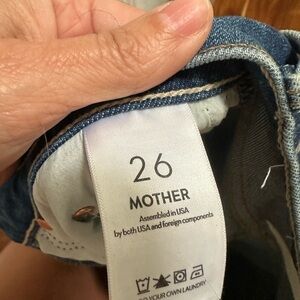 26
MOTHER
Assembled in USA
by both USA and foreign components
YOUR OWN LAUNDRY